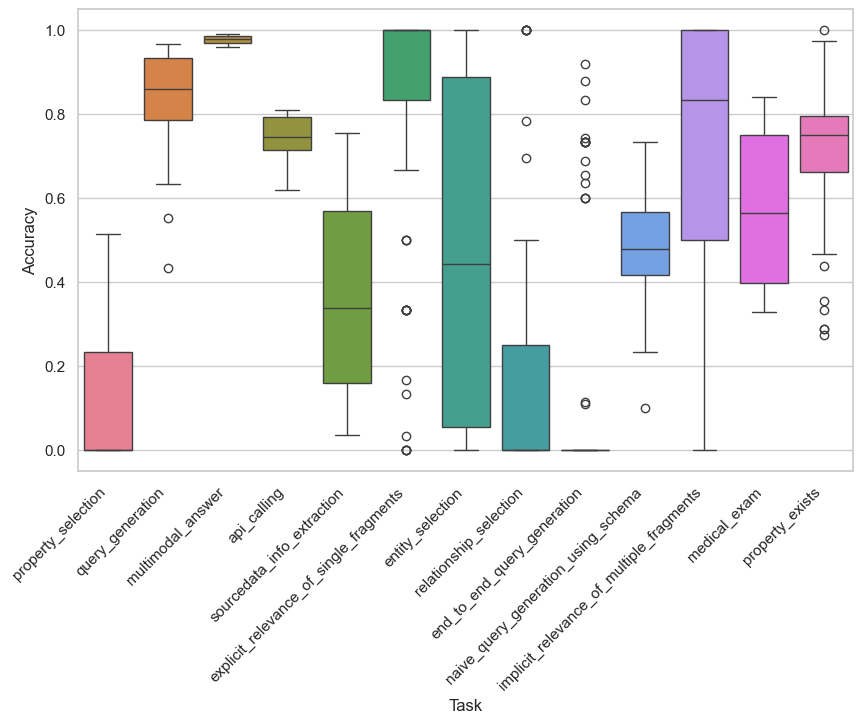 1.0
0.8
0.6
0.4
0.2
0.0
Accuracy
property_selection
query_generation
multimodal_answer
api_calling
sourcedata_info_extraction
explicit_relevance_of_single_fragments
entity_selection
relationship_selection
end_to_end_query_generation
naive_query_generation_using_schema
implicit_relevance_of_multiple_fragments
medical_exam
property_exists
Task